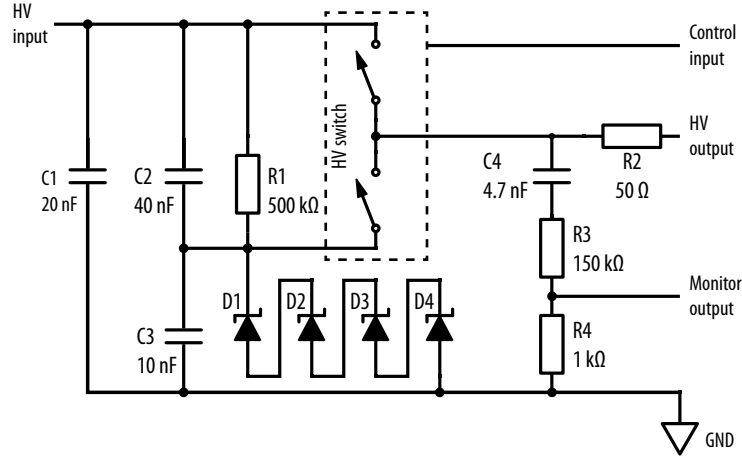 HV
input
Control
input
HV switch
HV
output
C1
20 nF
C2
40 nF
R1
500 kΩ
C4
4.7 nF
R2
50 Ω
R3
150 kΩ
D1
D2
D3
D4
Monitor
output
C3
10 nF
R4
1 kΩ
GND